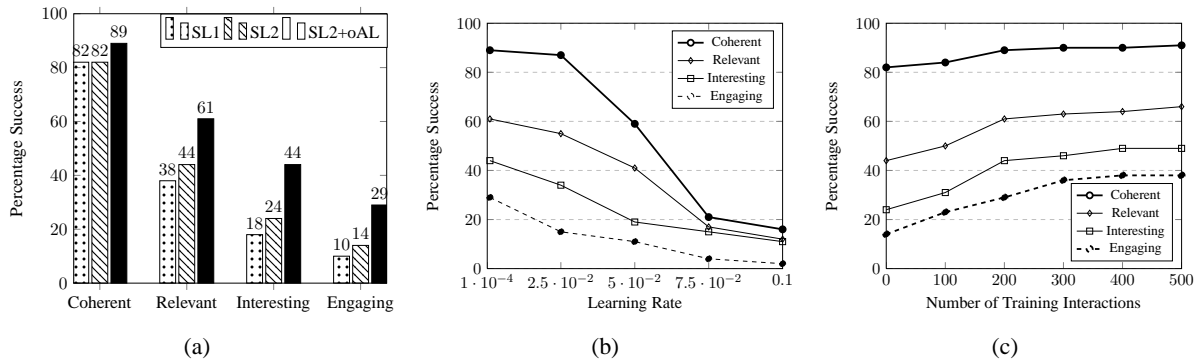 100
80
60
40
20
0
Percentage Success
SL1 SL2 SL2+oAL
82 82 89
38 44 61
18 24 44
10 14 29
Coherent Relevant Interesting Engaging
(a)
100
80
60
40
20
0
Percentage Success
Coherent
Relevant
Interesting
Engaging
1 · 10⁻⁴ 2.5 · 10⁻² 5 · 10⁻² 7.5 · 10⁻² 0.1
Learning Rate
(b)
100
80
60
40
20
0
Percentage Success
Coherent
Relevant
Interesting
Engaging
0 100 200 300 400 500
Number of Training Interactions
(c)